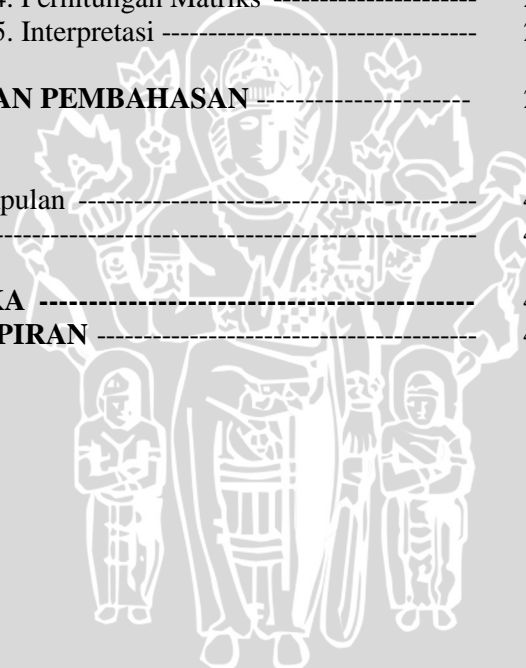 4. Perhitungan Matriks -----------------------
5. Interpretasi ------------------------------------
AN PEMBAHASAN -----------------------
pulan ---------------------------------------------
-----------------------------------------------------
KA --------------------------------------------
PIRAN -------------------------------------------